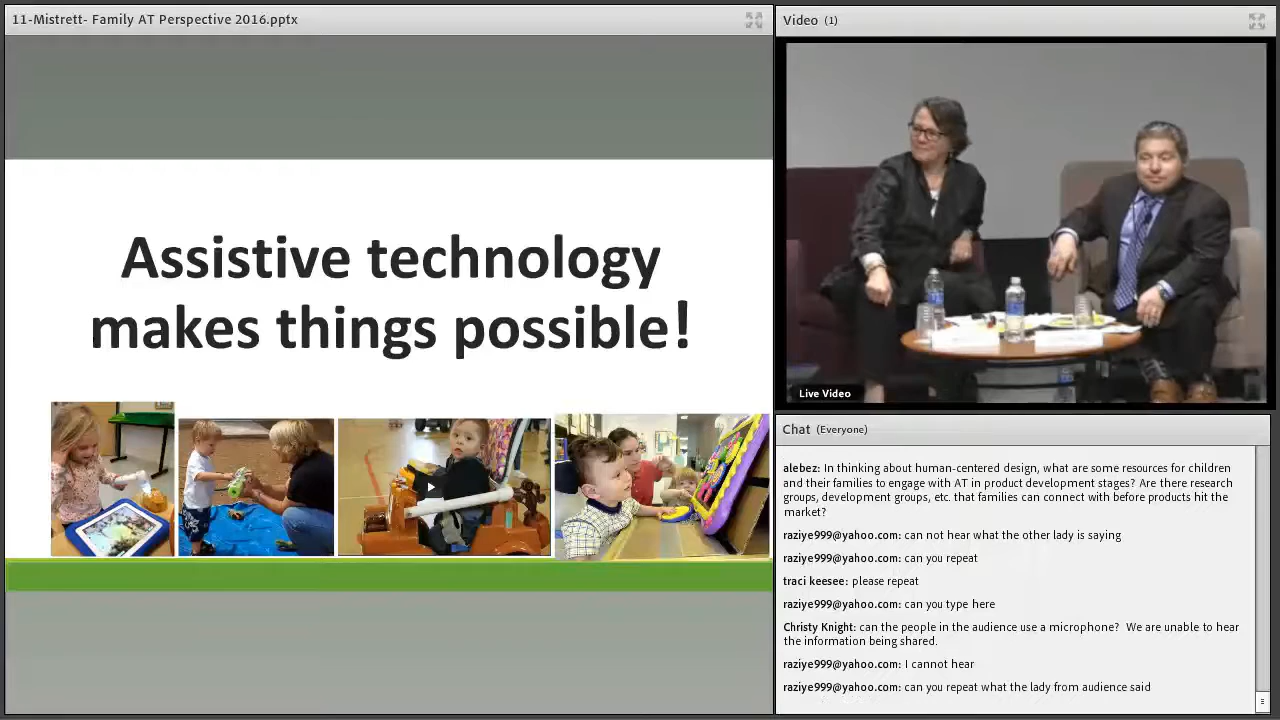 11-Mistrett- Family AT Perspective 2016.pptx
Assistive technology
makes things possible!
Video (1)
Live Video
Chat (Everyone)
alebez: In thinking about human-centered design, what are some resources for children
and their families to engage with AT in product development stages? Are there research
groups, development groups, etc. that families can connect with before products hit the
market?
raziye999@yahoo.com: can not hear what the other lady is saying
raziye999@yahoo.com: can you repeat
traci keesee: please repeat
raziye999@yahoo.com: can you type here
Christy Knight: can the people in the audience use a microphone?  We are unable to hear
the information being shared.
raziye999@yahoo.com: I cannot hear
raziye999@yahoo.com: can you repeat what the lady from audience said